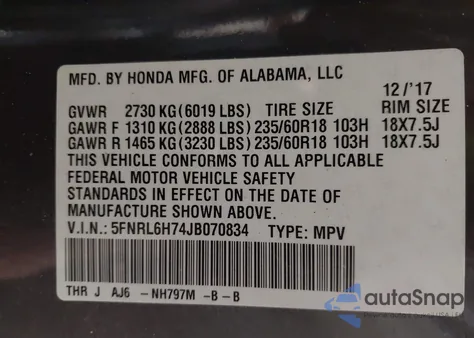 MFD. BY HONDA MFG. OF ALABAMA, LLC
12 /'17
GVWR 2730 KG (6019 LBS) TIRE SIZE RIM SIZE
GAWR F 1310 KG (2888 LBS) 235/60R18 103H 18X7.5J
GAWR R 1465 KG (3230 LBS) 235/60R18 103H 18X7.5J
THIS VEHICLE CONFORMS TO ALL APPLICABLE
FEDERAL MOTOR VEHICLE SAFETY
STANDARDS IN EFFECT ON THE DATE OF
MANUFACTURE SHOWN ABOVE.
V.I.N.: 5FNRL6H74JB070834 TYPE: MPV
THR J AJ6 -NH797M -B - B
autaSnap